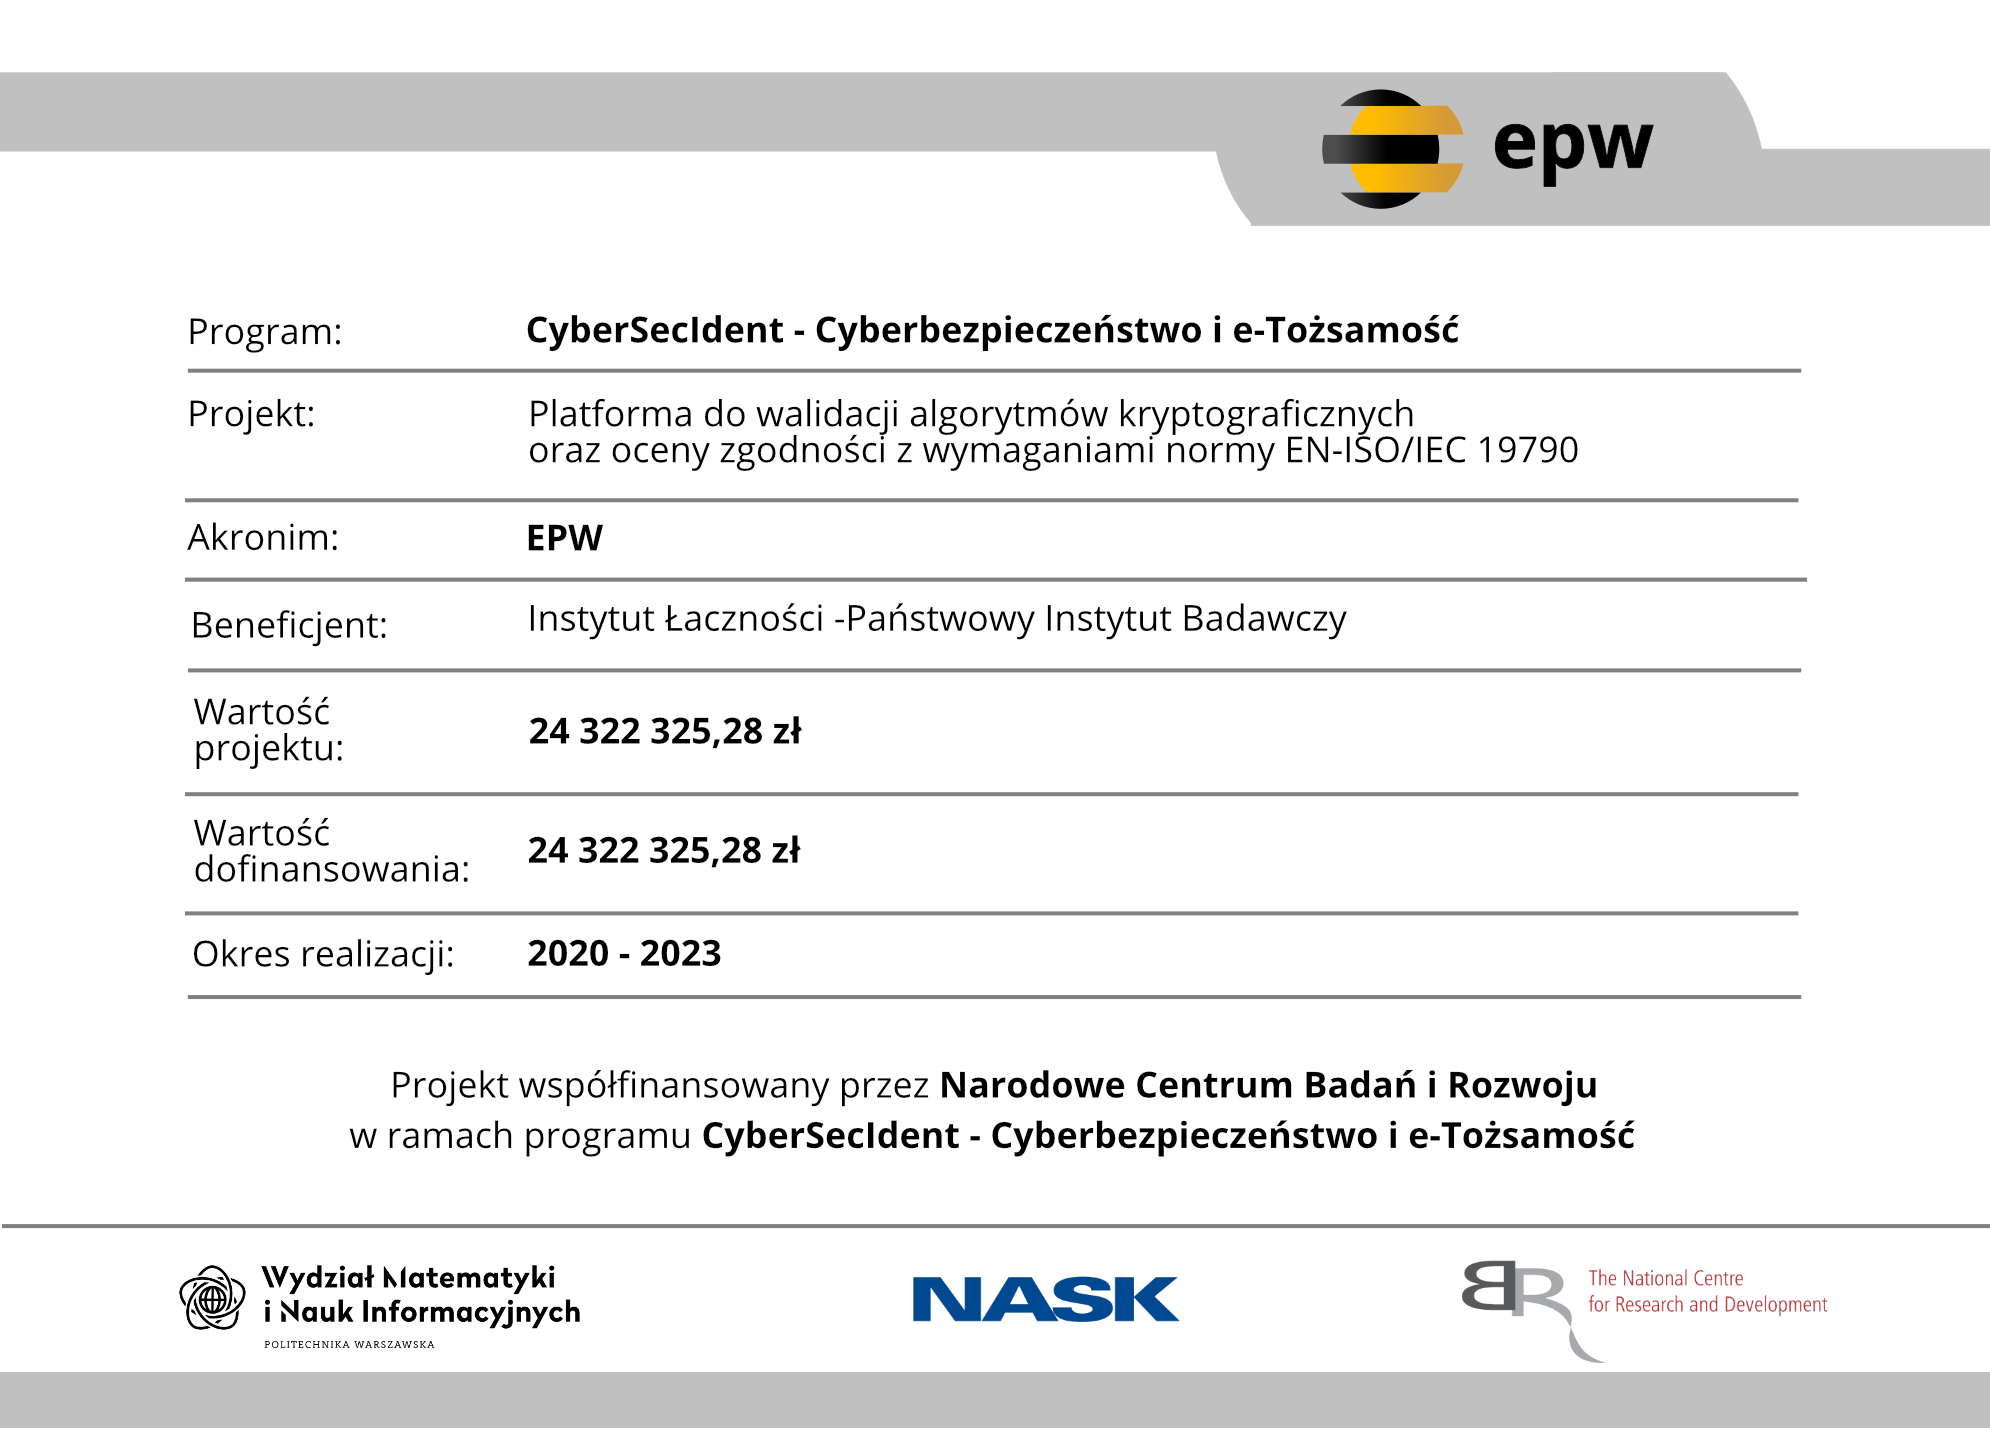 epw
Program: CyberSecIdent - Cyberbezpieczeństwo i e-Tożsamość
Projekt: Platforma do walidacji algorytmów kryptograficznych
oraz oceny zgodności z wymaganiami normy EN-ISO/IEC 19790
Akronim: EPW
Beneficjent: Instytut Łaczności -Państwowy Instytut Badawczy
Wartość
projektu: 24 322 325,28 zł
Wartość
dofinansowania: 24 322 325,28 zł
Okres realizacji: 2020 - 2023
Projekt współfinansowany przez Narodowe Centrum Badań i Rozwoju
w ramach programu CyberSecIdent - Cyberbezpieczeństwo i e-Tożsamość
Wydział Matematyki
i Nauk Informacyjnych
POLITECHNIKA WARSZAWSKA
NASK
BR
The National Centre
for Research and Development